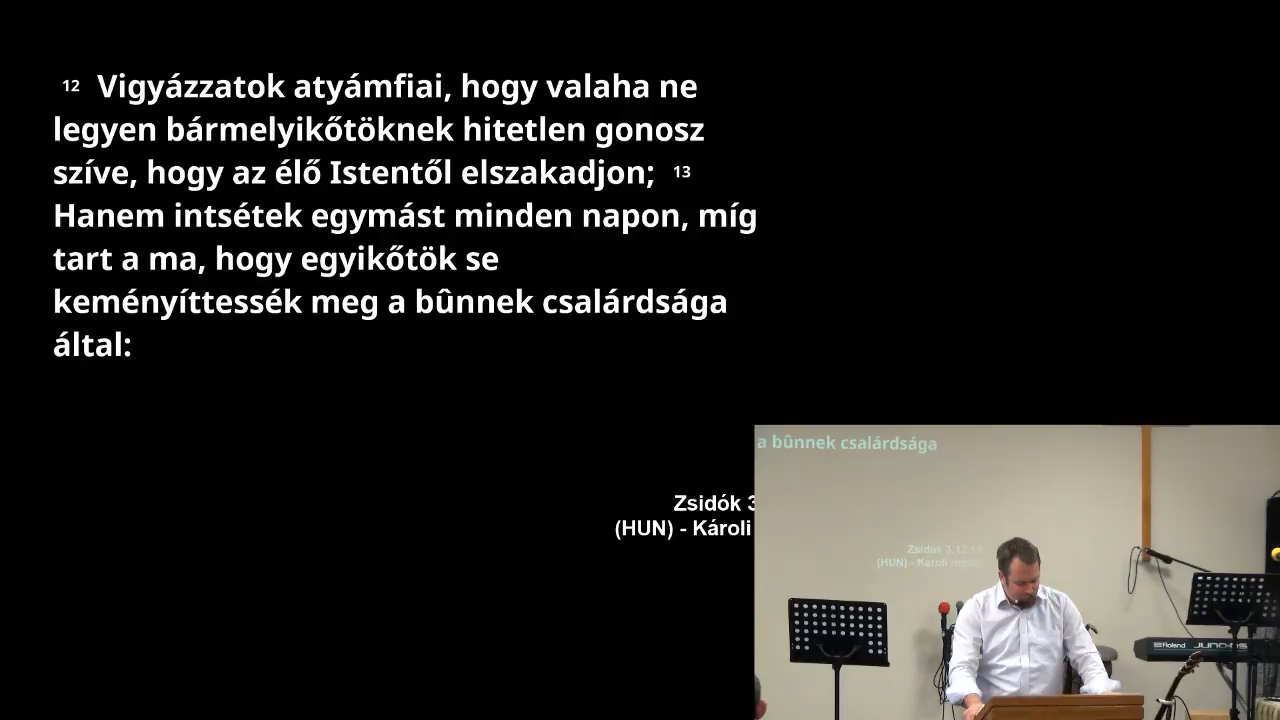 12 Vigyázzatok atyámfiai, hogy valaha ne
legyen bármelyikőtöknek hitetlen gonosz
szíve, hogy az élő Istentől elszakadjon; 13
Hanem intsétek egymást minden napon, míg
tart a ma, hogy egyikőtök se
keményíttessék meg a bûnnek csalárdsága
által:
Zsidók 3
(HUN) - Károli
a bûnnek csalárdsága
Zsidók 3.12-13
(HUN) - Károli
Roland JUNO-DS